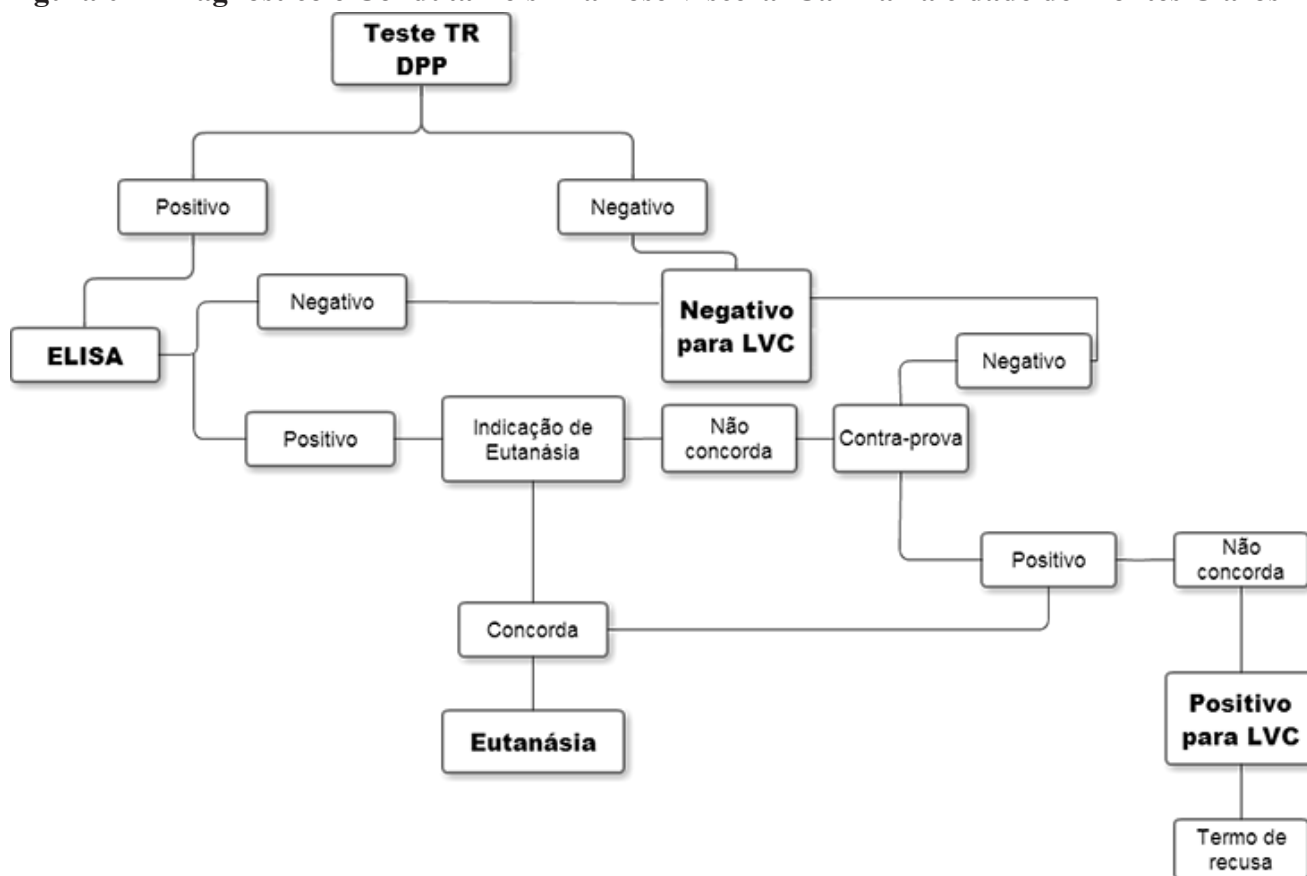 Teste TR
DPP
Positivo
Negativo
Negativo
Negativo
para LVC
ELISA
Negativo
Positivo
Indicação de
Eutanásia
Não
concorda
Contra-prova
Positivo
Não
concorda
Concorda
Eutanásia
Positivo
para LVC
Termo de
recusa